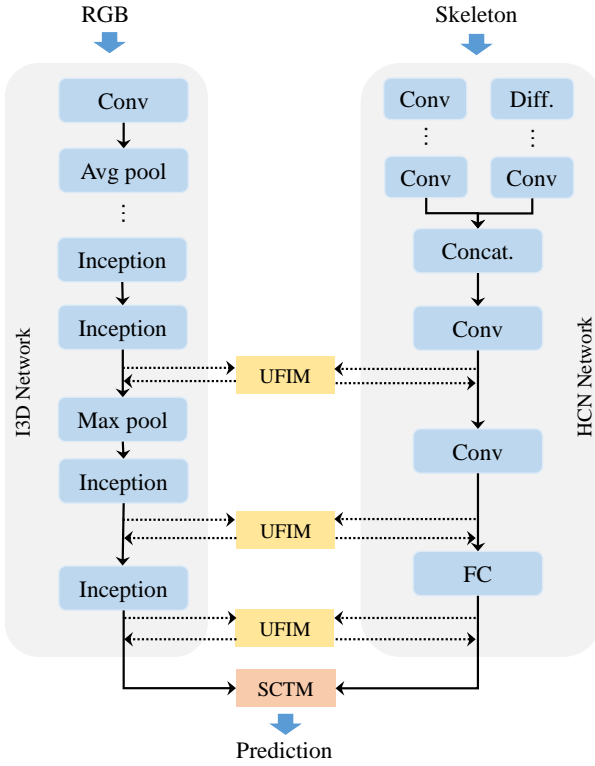 RGB
Skeleton
Conv
Avg pool
Inception
Inception
Max pool
Inception
Inception
I3D Network
Conv
Diff.
Conv
Conv
Concat.
Conv
Conv
FC
HCN Network
UFIM
UFIM
UFIM
SCTM
Prediction